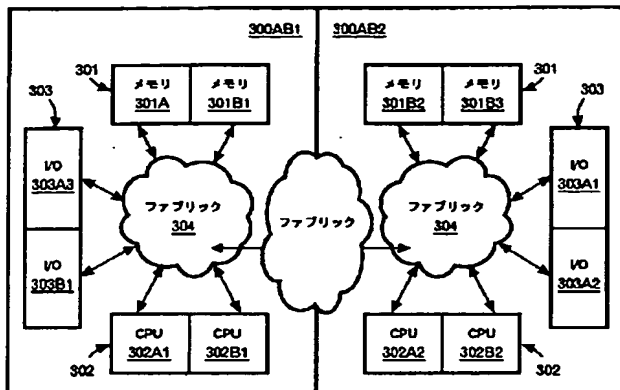 300AB1
300AB2
301
メモリ
301A
メモリ
301B1
メモリ
301B2
メモリ
301B3
301
303
303
I/O
303A3
I/O
303B1
ファブリック
304
ファブリック
ファブリック
304
I/O
303A1
I/O
303A2
302
CPU
302A1
CPU
302B1
CPU
302A2
CPU
302B2
302